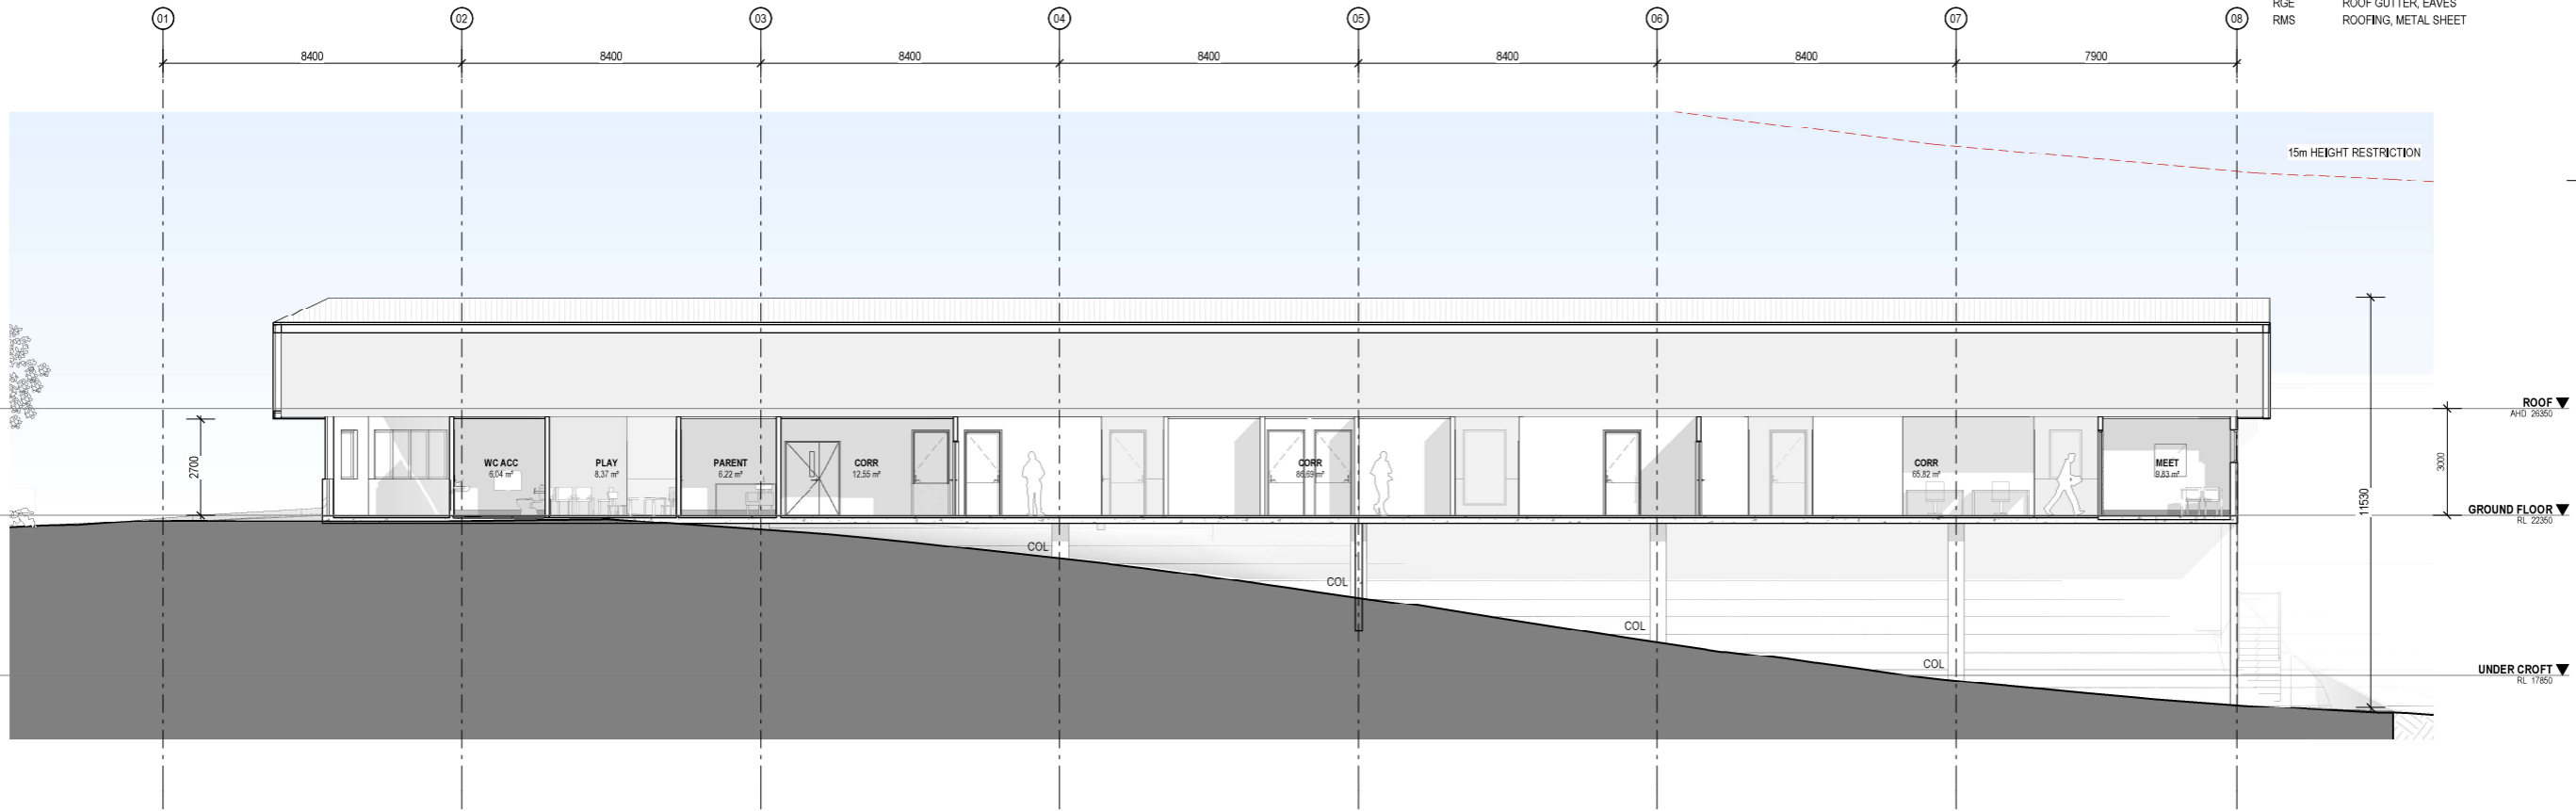 RGE ROOF GUTTER, EAVES
RMS ROOFING, METAL SHEET
01 02 03 04 05 06 07 08
8400 8400 8400 8400 8400 8400 7900
15m HEIGHT RESTRICTION
ROOF
AHD 26350
2700
3000
11530
WC ACC
6.04 m²
PLAY
8.37 m²
PARENT
6.22 m²
CORR
12.55 m²
CORR
86.69 m²
CORR
65.82 m²
MEET
9.83 m²
GROUND FLOOR
RL 22350
COL
COL
COL
COL
UNDER CROFT
RL 17850